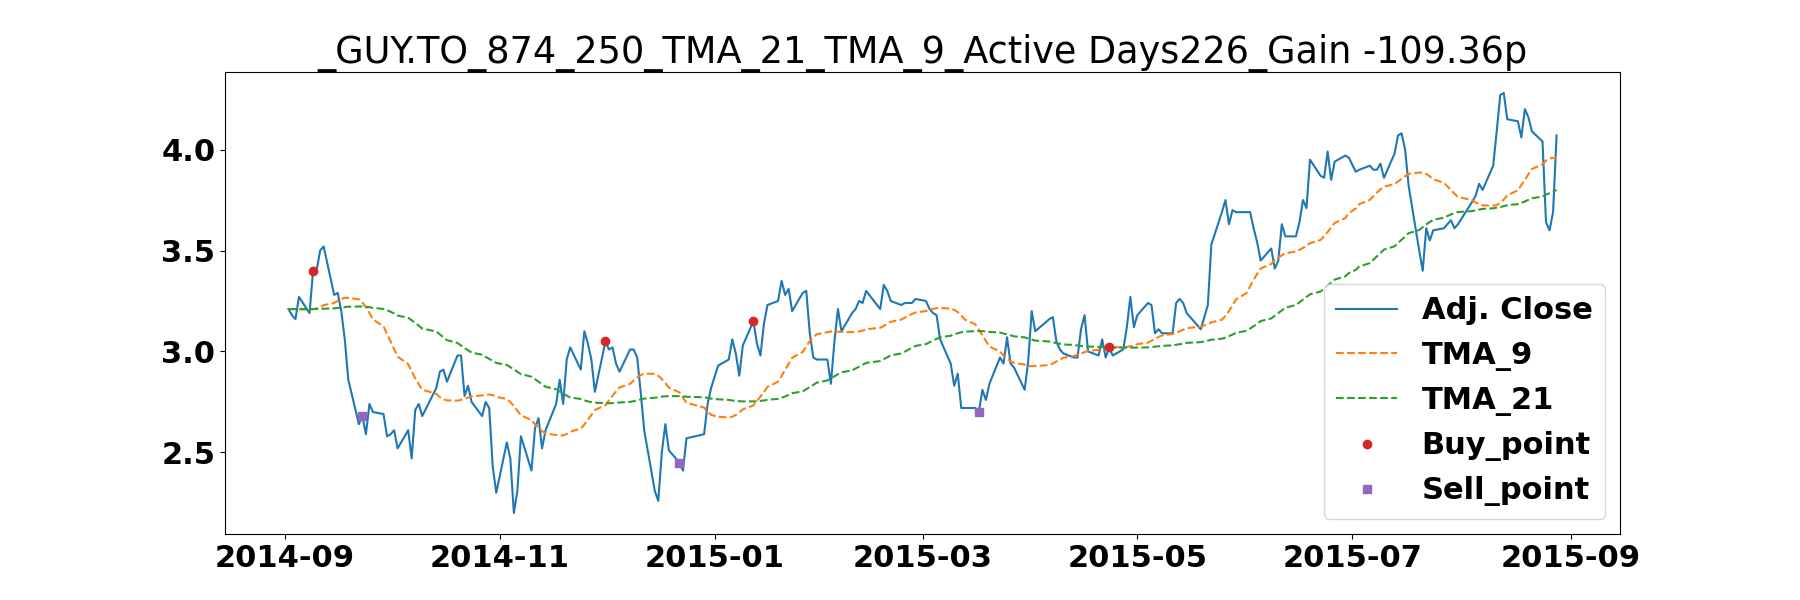 _GUY.TO_874_250_TMA_21_TMA_9_Active Days226_Gain -109.36p
4.0
3.5
3.0
2.5
Adj. Close
TMA_9
TMA_21
Buy_point
Sell_point
2014-09 2014-11 2015-01 2015-03 2015-05 2015-07 2015-09